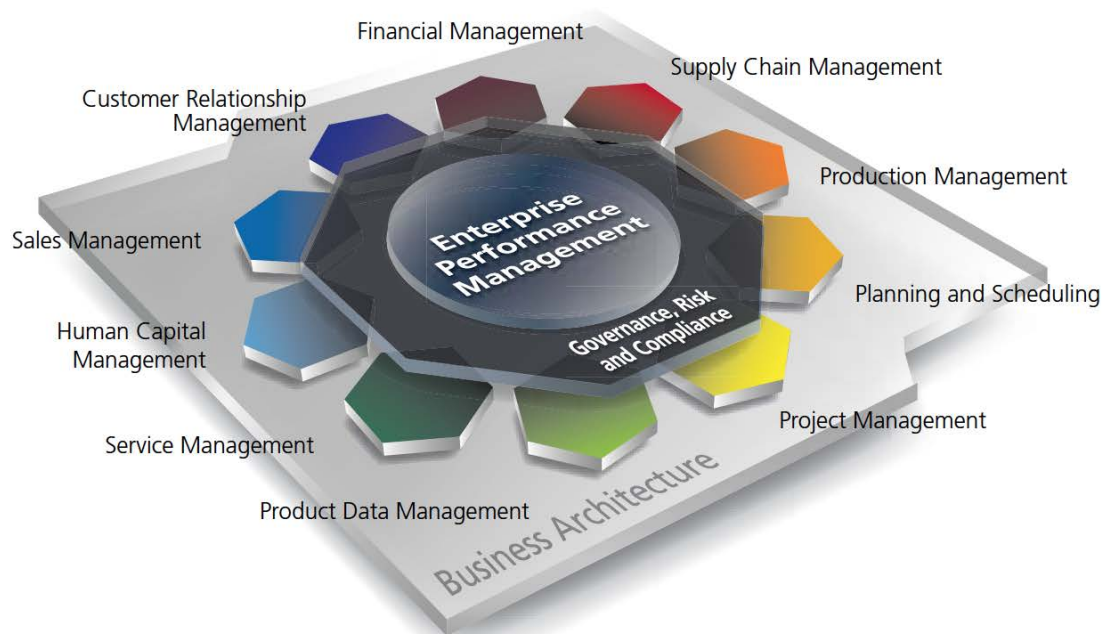 Financial Management
Supply Chain Management
Customer Relationship
Management
Production Management
Enterprise
Performance
Management
Sales Management
Planning and Scheduling
Governance, Risk
and Compliance
Human Capital
Management
Project Management
Service Management
Product Data Management
Business Architecture